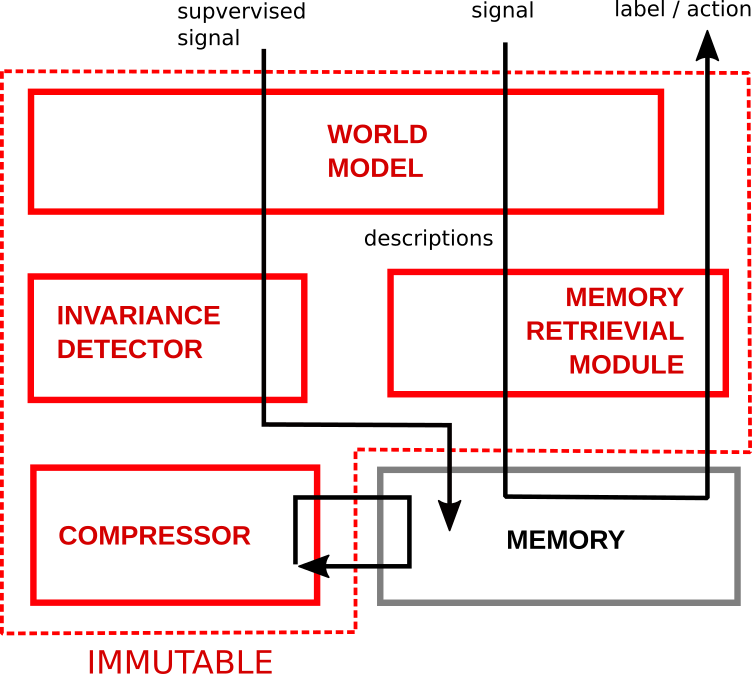 supvervised
signal
signal
label / action
WORLD
MODEL
descriptions
INVARIANCE
DETECTOR
MEMORY
RETRIEVIAL
MODULE
COMPRESSOR
MEMORY
IMMUTABLE